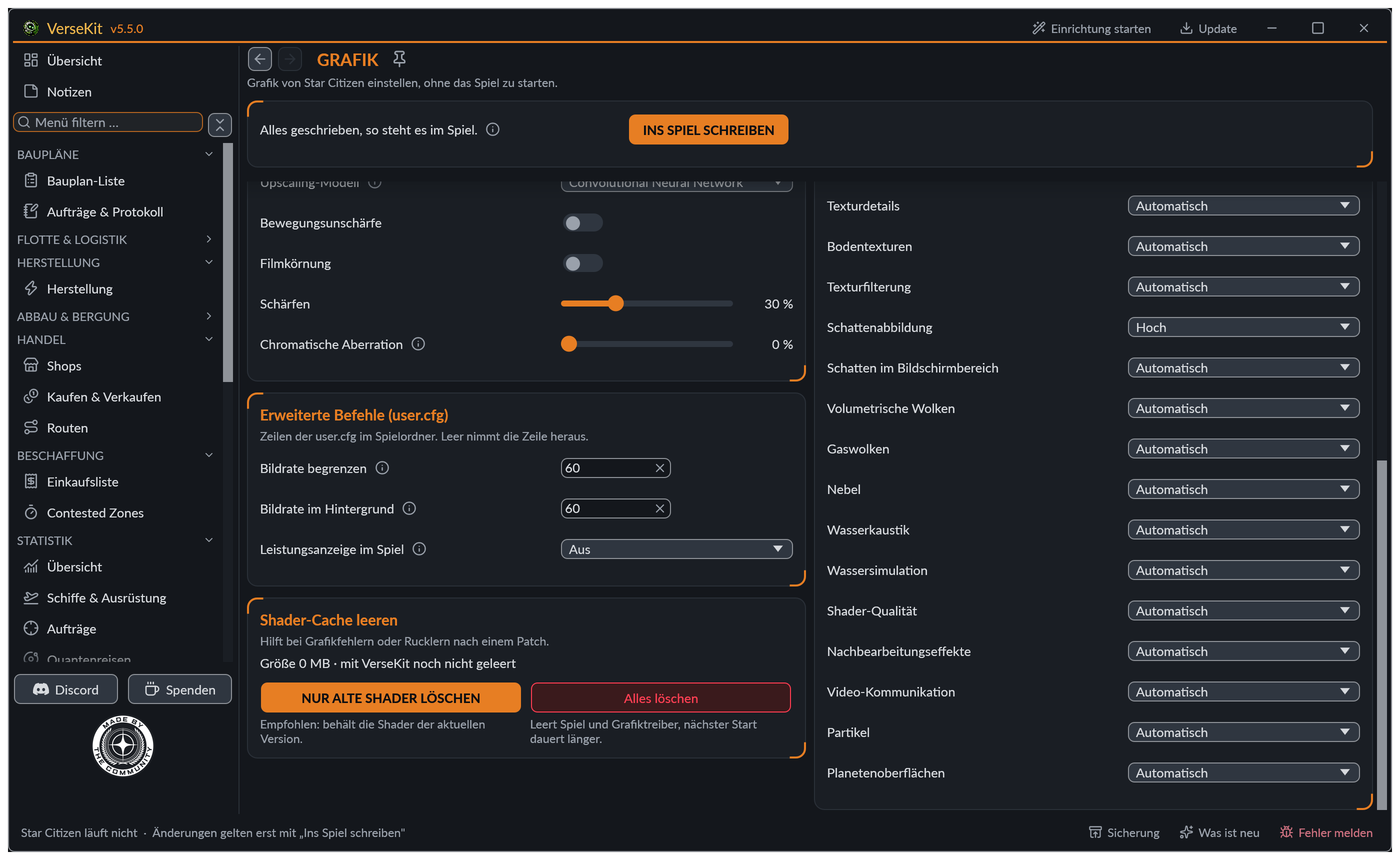 VerseKit v5.5.0
Einrichtung starten
Update
Übersicht
Notizen
Menü filtern ...
BAUPLÄNE
Bauplan-Liste
Aufträge & Protokoll
FLOTTE & LOGISTIK
HERSTELLUNG
Herstellung
ABBAU & BERGUNG
HANDEL
Shops
Kaufen & Verkaufen
Routen
BESCHAFFUNG
Einkaufsliste
Contested Zones
STATISTIK
Übersicht
Schiffe & Ausrüstung
Aufträge
Quantenreisen
Discord
Spenden
MADE BY
THE COMMUNITY
GRAFIK
Grafik von Star Citizen einstellen, ohne das Spiel zu starten.
Alles geschrieben, so steht es im Spiel.
INS SPIEL SCHREIBEN
Upscaling-Modell
Convolutional Neural Network
Bewegungsunschärfe
Filmkörnung
Schärfen 30 %
Chromatische Aberration 0 %
Erweiterte Befehle (user.cfg)
Zeilen der user.cfg im Spielordner. Leer nimmt die Zeile heraus.
Bildrate begrenzen 60
Bildrate im Hintergrund 60
Leistungsanzeige im Spiel Aus
Shader-Cache leeren
Hilft bei Grafikfehlern oder Rucklern nach einem Patch.
Größe 0 MB · mit VerseKit noch nicht geleert
NUR ALTE SHADER LÖSCHEN
Empfohlen: behält die Shader der aktuellen
Version.
Alles löschen
Leert Spiel und Grafiktreiber, nächster Start
dauert länger.
Texturdetails Automatisch
Bodentexturen Automatisch
Texturfilterung Automatisch
Schattenabbildung Hoch
Schatten im Bildschirmbereich Automatisch
Volumetrische Wolken Automatisch
Gaswolken Automatisch
Nebel Automatisch
Wasserkaustik Automatisch
Wassersimulation Automatisch
Shader-Qualität Automatisch
Nachbearbeitungseffekte Automatisch
Video-Kommunikation Automatisch
Partikel Automatisch
Planetenoberflächen Automatisch
Star Citizen läuft nicht · Änderungen gelten erst mit „Ins Spiel schreiben"
Sicherung
Was ist neu
Fehler melden